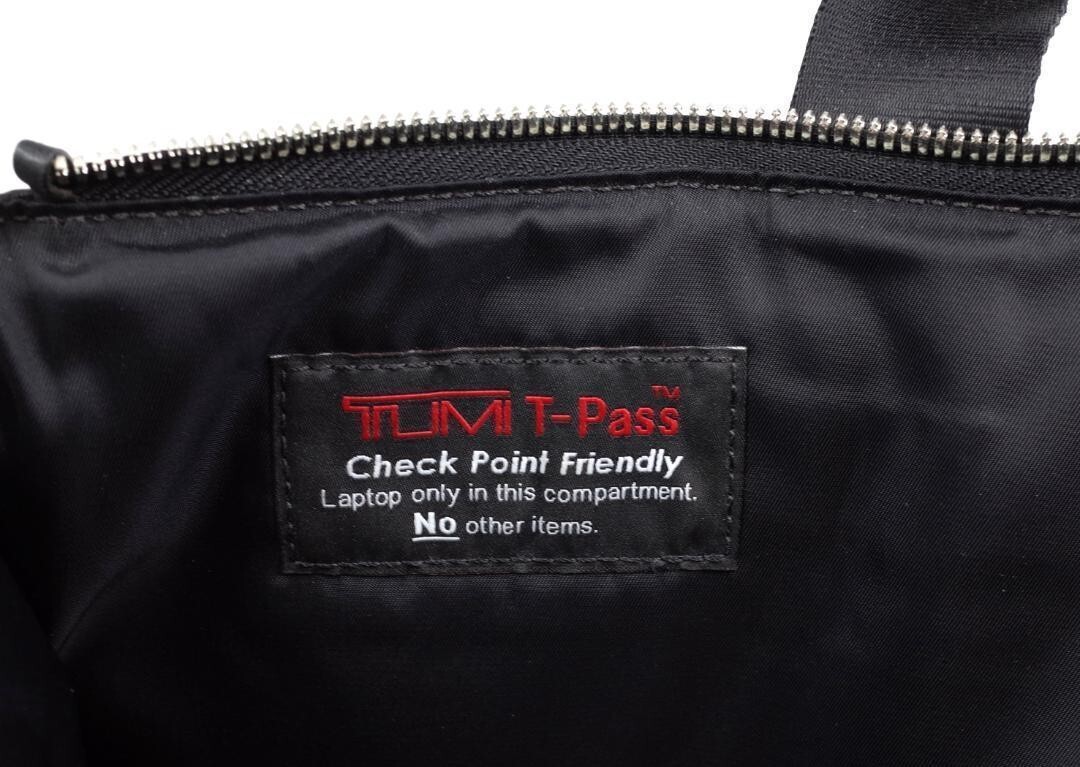 TUMI T-Pass™
Check Point Friendly
Laptop only in this compartment.
No other items.